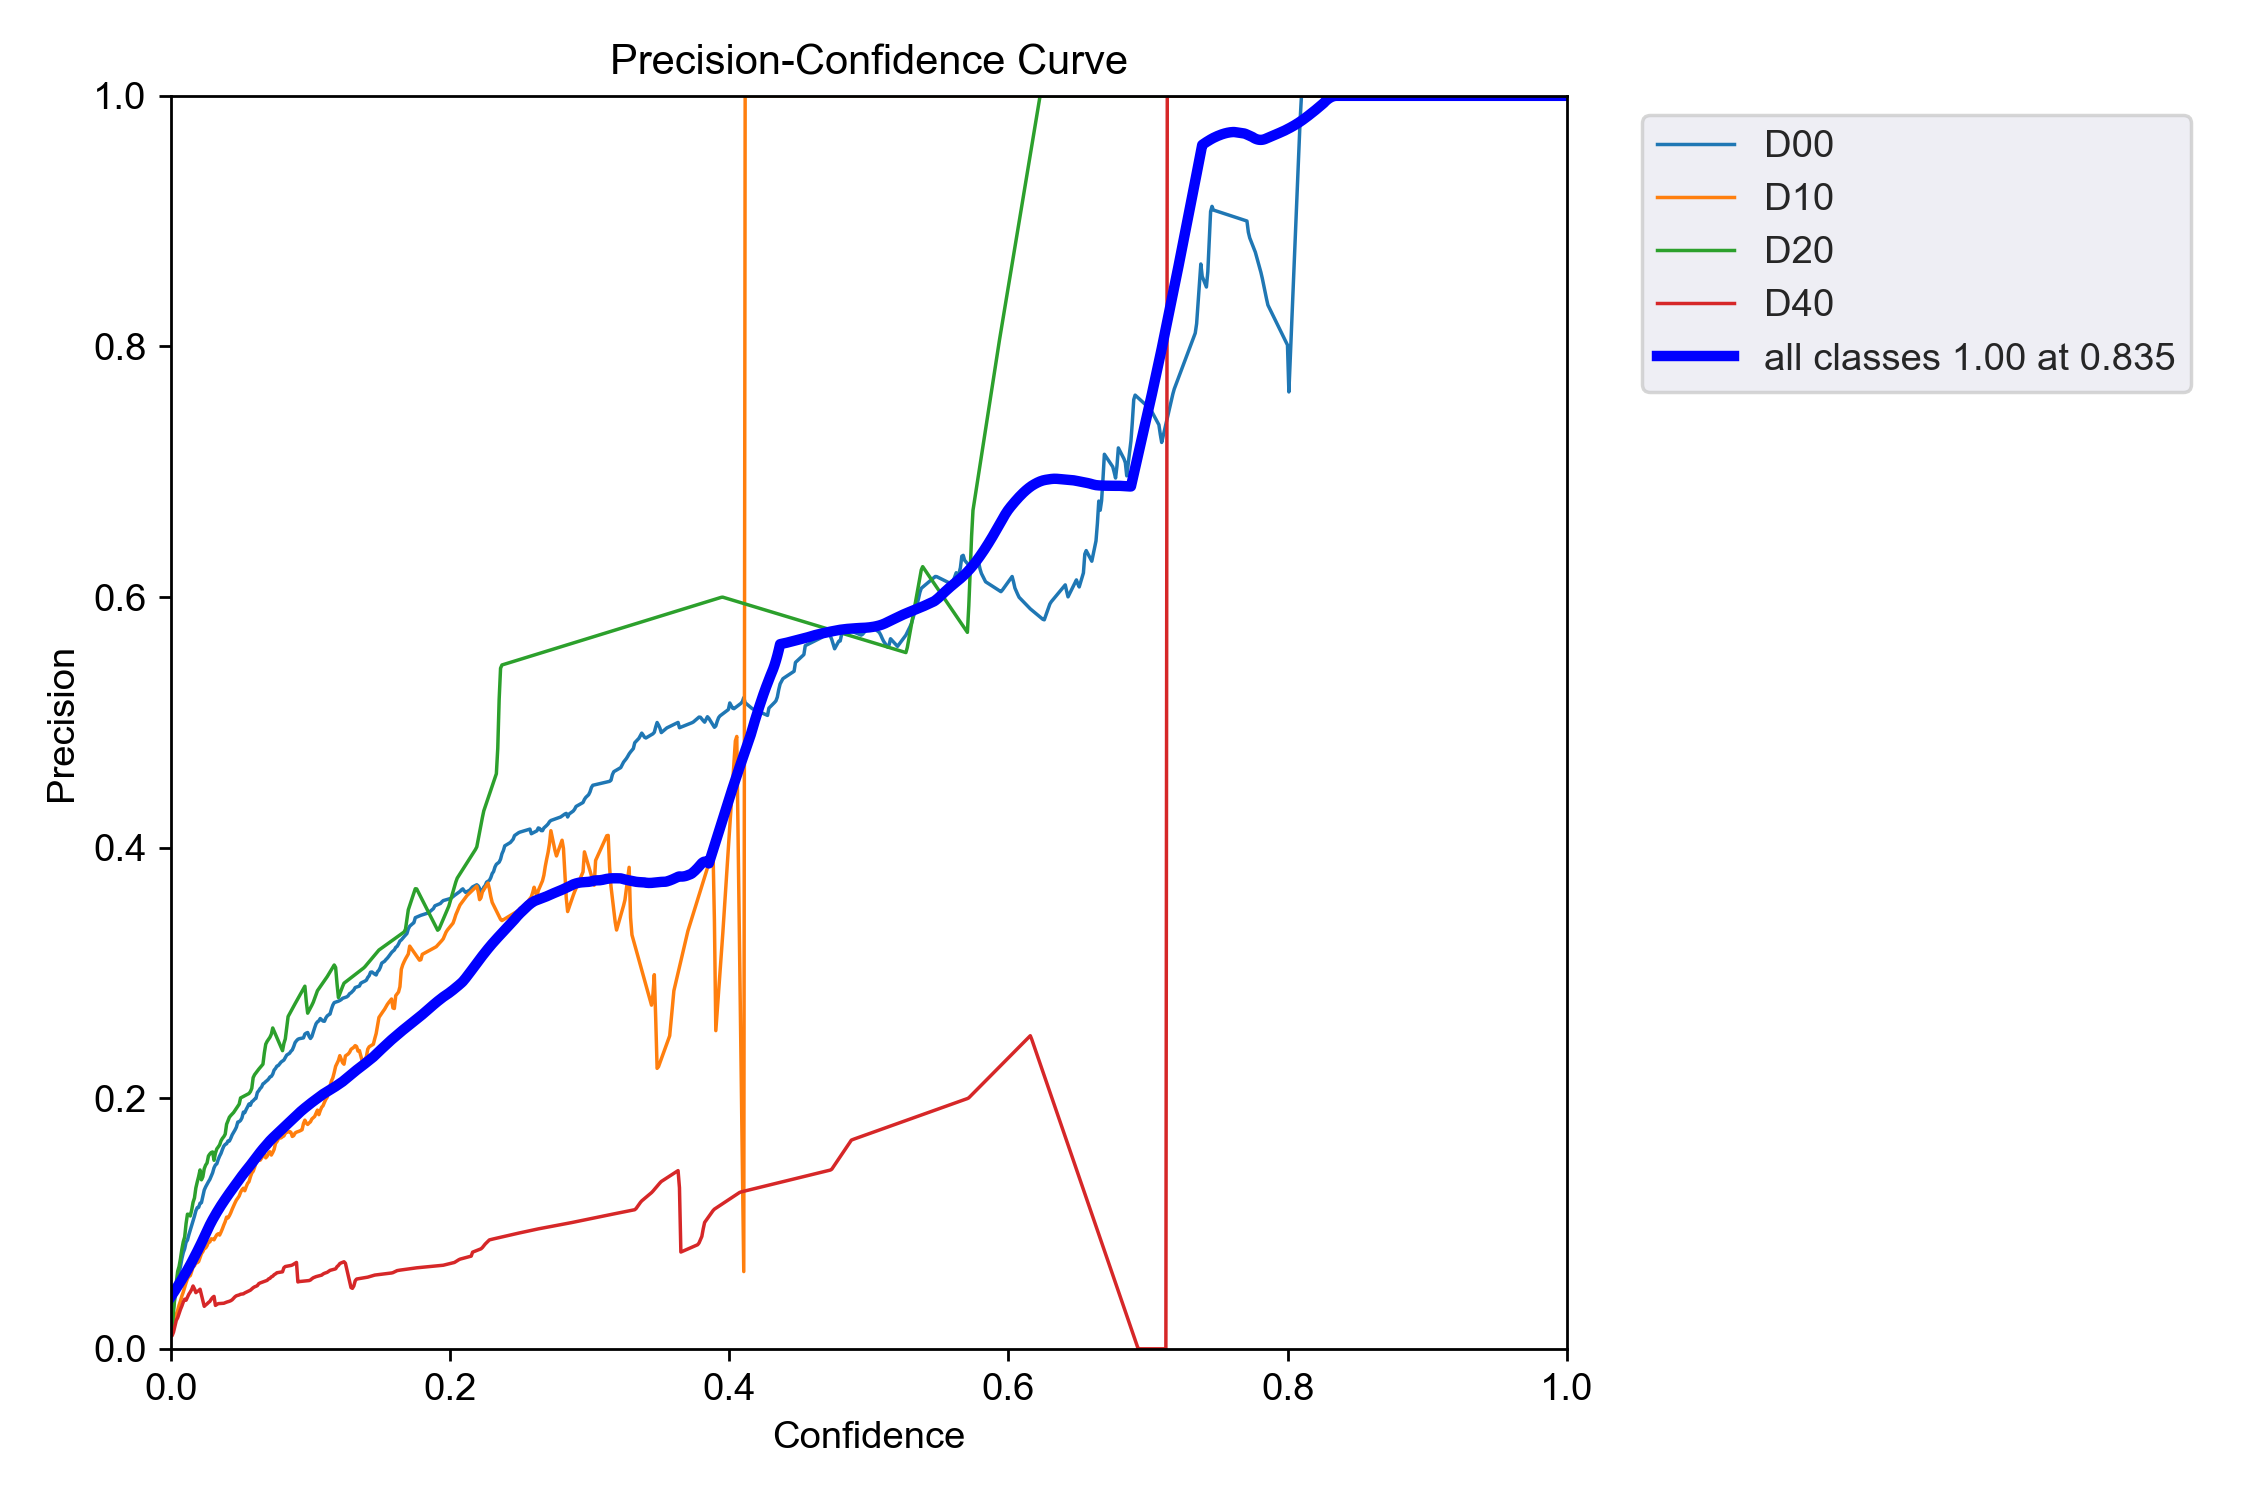 Precision-Confidence Curve
1.0
0.8
0.6
0.4
0.2
0.0
Precision
0.0 0.2 0.4 0.6 0.8 1.0
Confidence
D00
D10
D20
D40
all classes 1.00 at 0.835